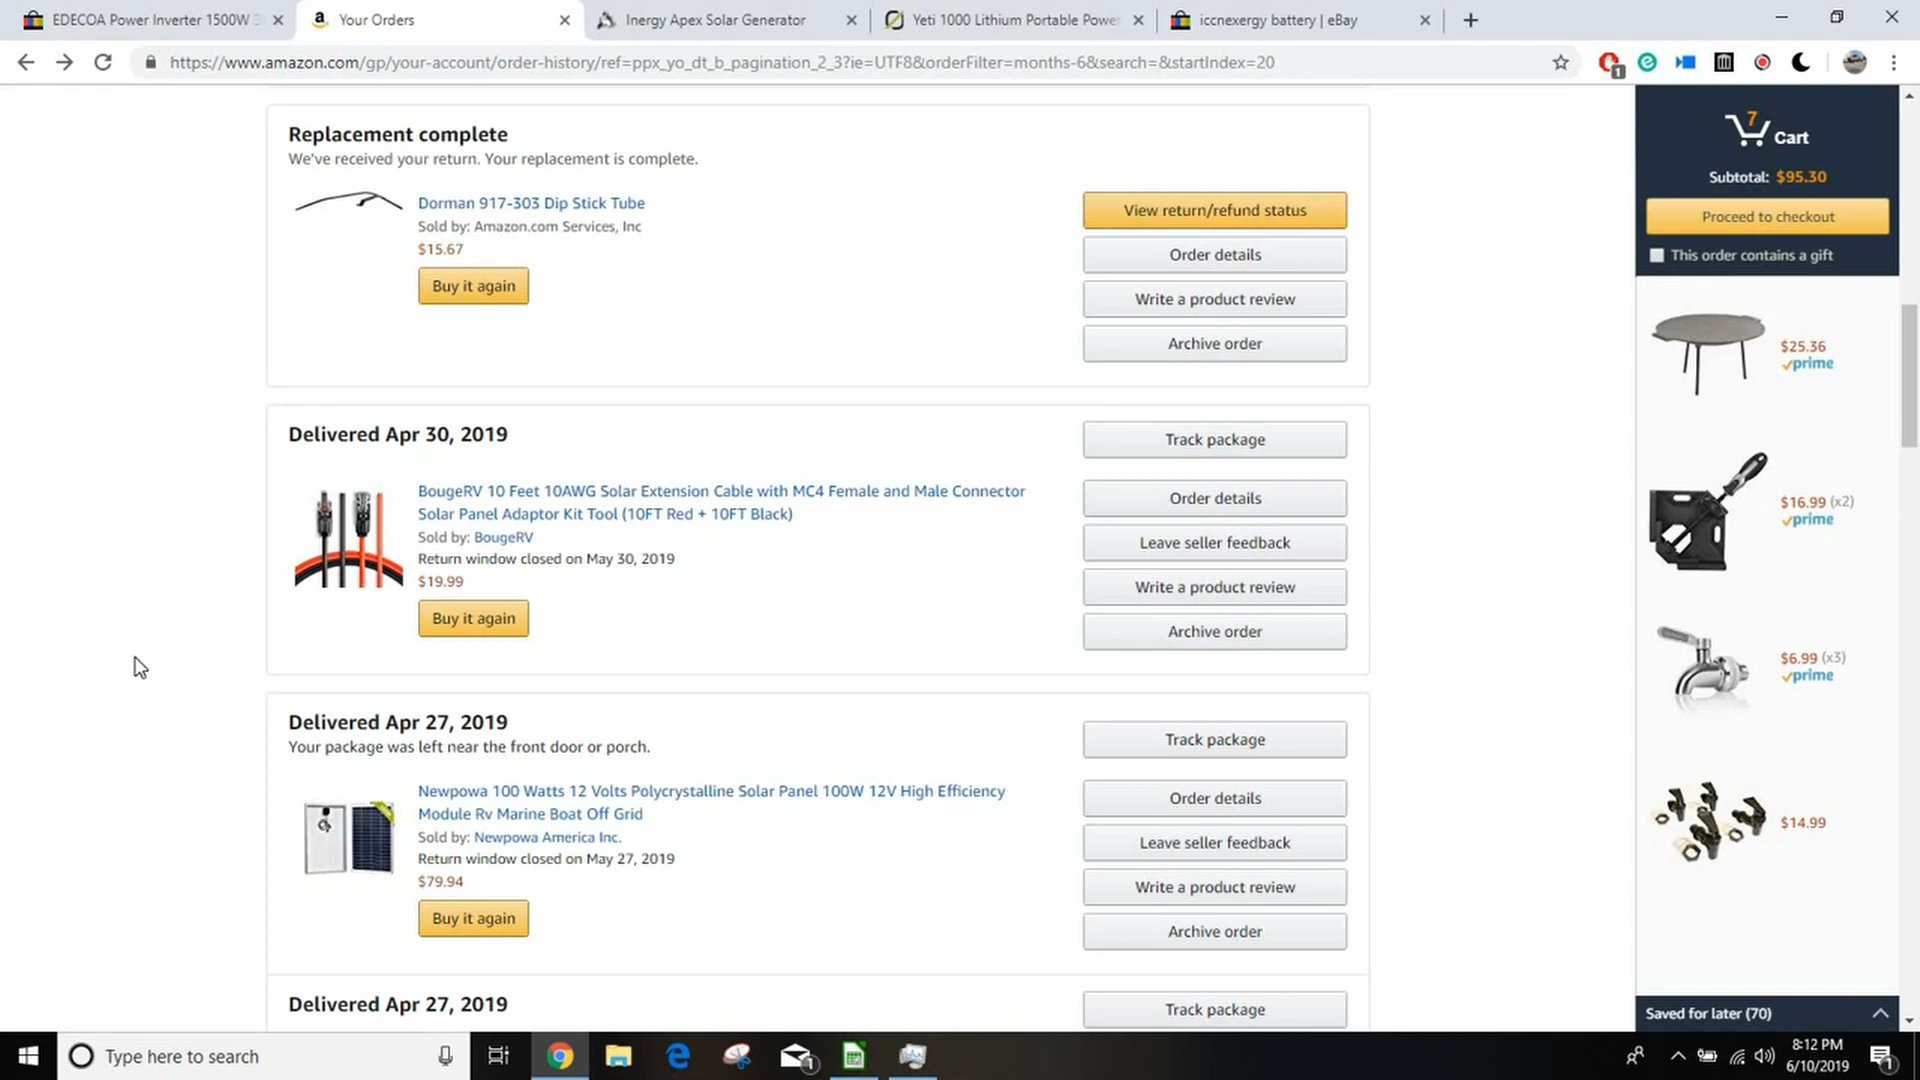 EDECOA Power Inverter 1500W
Your Orders
Inergy Apex Solar Generator
Yeti 1000 Lithium Portable Powe
iccnexergy battery | eBay
https://www.amazon.com/gp/your-account/order-history/ref=ppx_yo_dt_b_pagination_2_3?ie=UTF8&orderFilter=months-6&search=&startIndex=20
1
Replacement complete
We've received your return. Your replacement is complete.
Dorman 917-303 Dip Stick Tube
Sold by: Amazon.com Services, Inc
$15.67
Buy it again
View return/refund status
Order details
Write a product review
Archive order
Delivered Apr 30, 2019
BougeRV 10 Feet 10AWG Solar Extension Cable with MC4 Female and Male Connector
Solar Panel Adaptor Kit Tool (10FT Red + 10FT Black)
Sold by: BougeRV
Return window closed on May 30, 2019
$19.99
Buy it again
Track package
Order details
Leave seller feedback
Write a product review
Archive order
Delivered Apr 27, 2019
Your package was left near the front door or porch.
Newpowa 100 Watts 12 Volts Polycrystalline Solar Panel 100W 12V High Efficiency
Module Rv Marine Boat Off Grid
Sold by: Newpowa America Inc.
Return window closed on May 27, 2019
$79.94
Buy it again
Track package
Order details
Leave seller feedback
Write a product review
Archive order
Delivered Apr 27, 2019
Track package
7
Cart
Subtotal: $95.30
Proceed to checkout
This order contains a gift
$25.36
prime
$16.99 (x2)
prime
$6.99 (x3)
prime
$14.99
Saved for later (70)
Type here to search
1
8:12 PM
6/10/2019
1